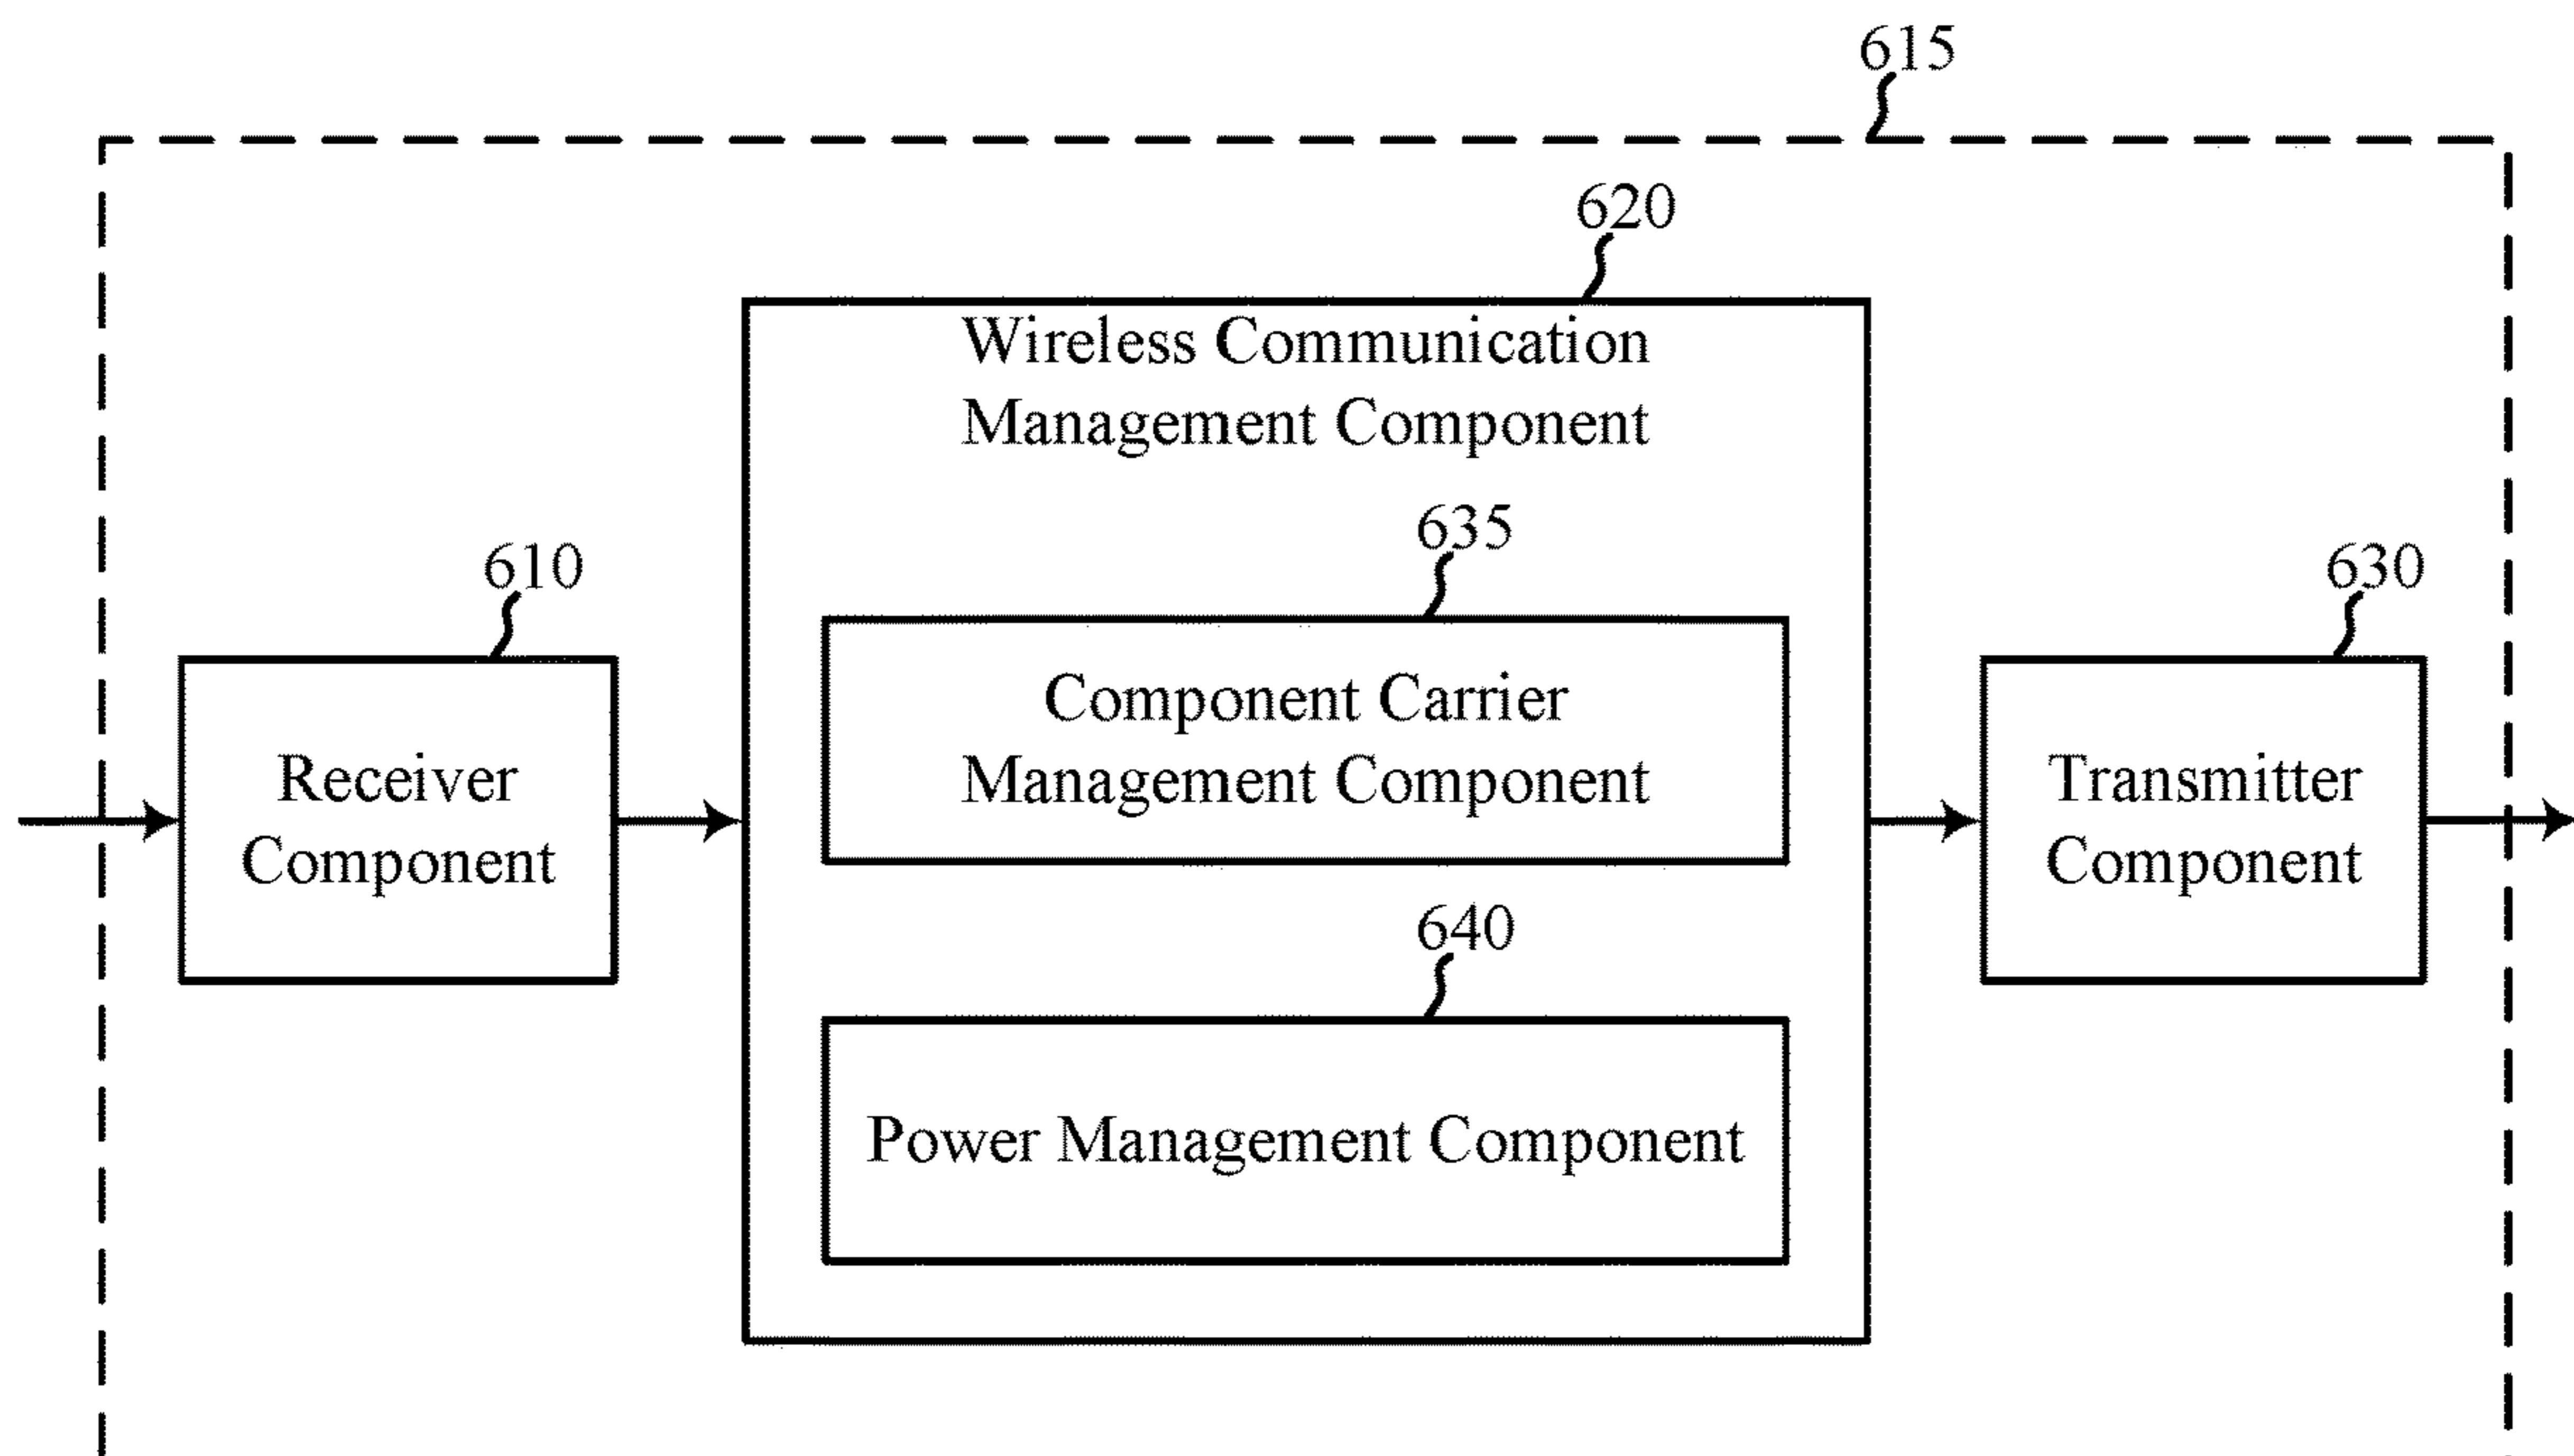 615
620
Wireless Communication
Management Component
635
610
630
Component Carrier
Management Component
Receiver
Component
Transmitter
Component
640
Power Management Component